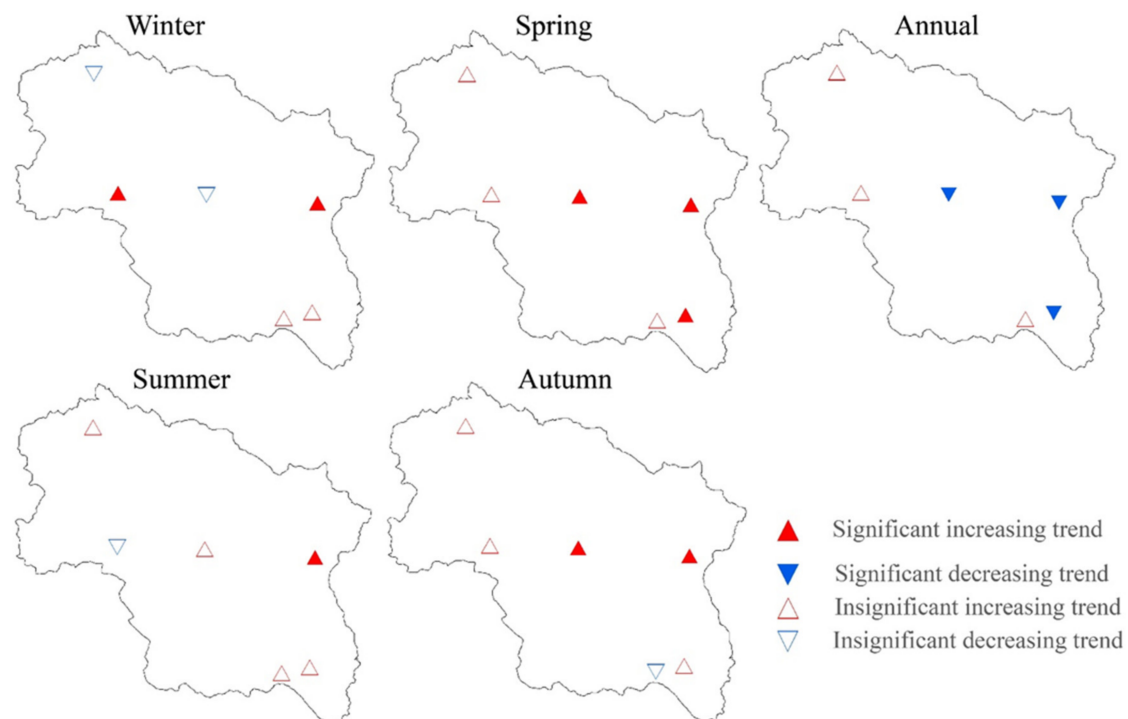 Winter
Spring
Annual
Summer
Autumn
Significant increasing trend
Significant decreasing trend
Insignificant increasing trend
Insignificant decreasing trend